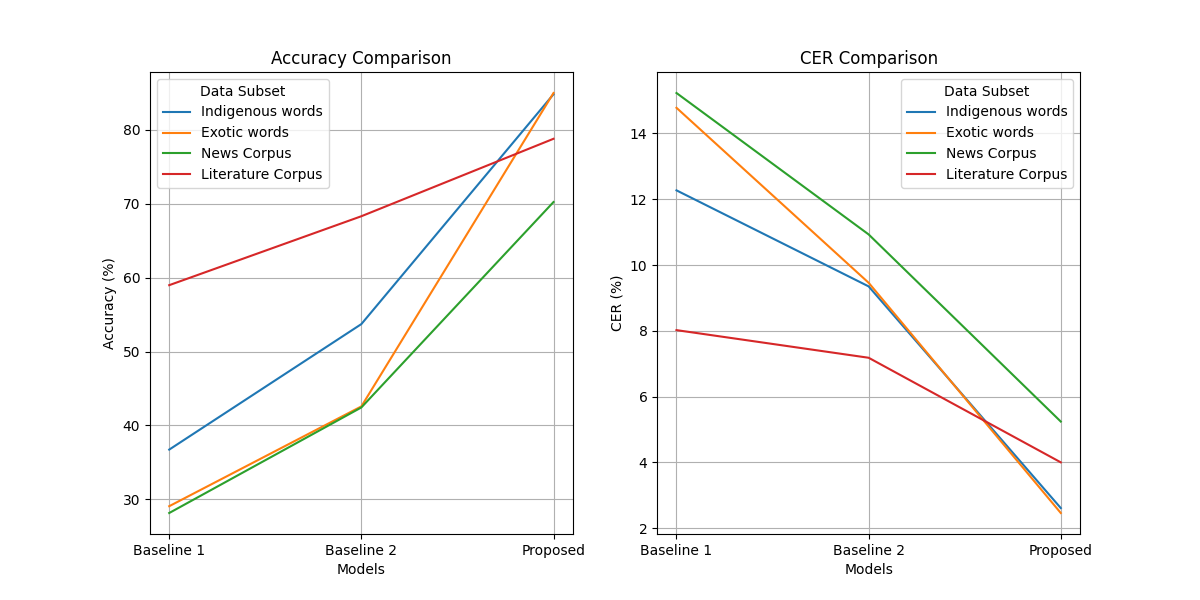 Accuracy Comparison
Data Subset
Indigenous words
Exotic words
News Corpus
Literature Corpus
80
70
60
50
40
30
Accuracy (%)
Baseline 1
Baseline 2
Proposed
Models
CER Comparison
Data Subset
Indigenous words
Exotic words
News Corpus
Literature Corpus
14
12
10
8
6
4
2
CER (%)
Baseline 1
Baseline 2
Proposed
Models